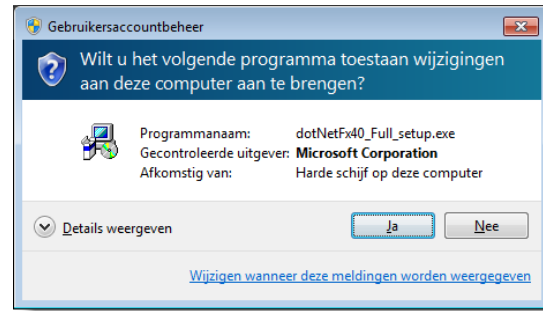 Gebruikersaccountbeheer
Wilt u het volgende programma toestaan wijzigingen
aan deze computer aan te brengen?
Programmanaam: dotNetFx40_Full_setup.exe
Gecontroleerde uitgever: Microsoft Corporation
Afkomstig van: Harde schijf op deze computer
Details weergeven Ja Nee
Wijzigen wanneer deze meldingen worden weergegeven